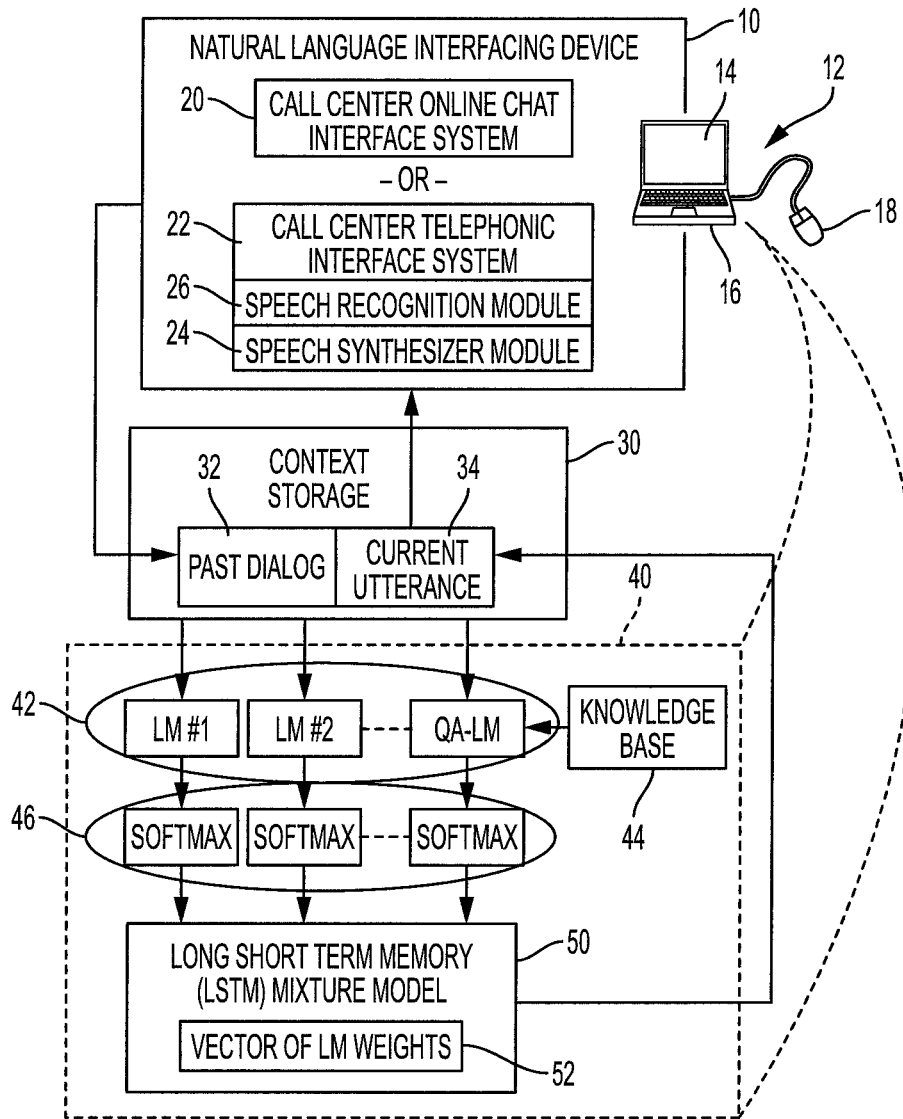 10
NATURAL LANGUAGE INTERFACING DEVICE
20
CALL CENTER ONLINE CHAT
INTERFACE SYSTEM
14
12
– OR –
22
CALL CENTER TELEPHONIC
INTERFACE SYSTEM
18
16
26
SPEECH RECOGNITION MODULE
24
SPEECH SYNTHESIZER MODULE
30
CONTEXT
STORAGE
32
34
PAST DIALOG
CURRENT
UTTERANCE
40
42
LM #1
LM #2
QA-LM
KNOWLEDGE
BASE
44
46
SOFTMAX
SOFTMAX
SOFTMAX
50
LONG SHORT TERM MEMORY
(LSTM) MIXTURE MODEL
VECTOR OF LM WEIGHTS
52